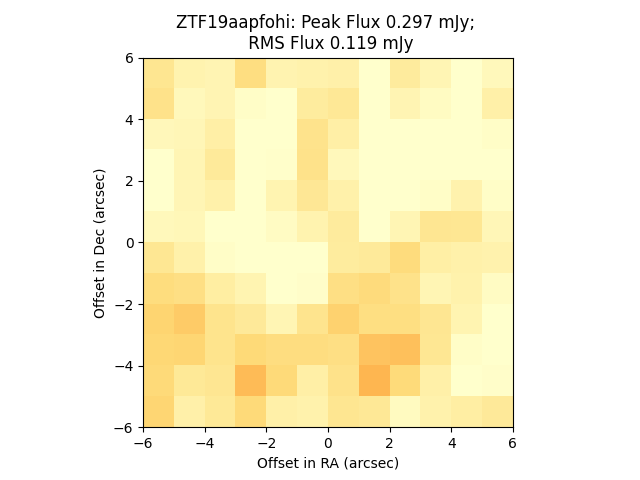 ZTF19aapfohi: Peak Flux 0.297 mJy;
RMS Flux 0.119 mJy
6
4
2
0
−2
−4
−6
Offset in Dec (arcsec)
−6 −4 −2 0 2 4 6
Offset in RA (arcsec)